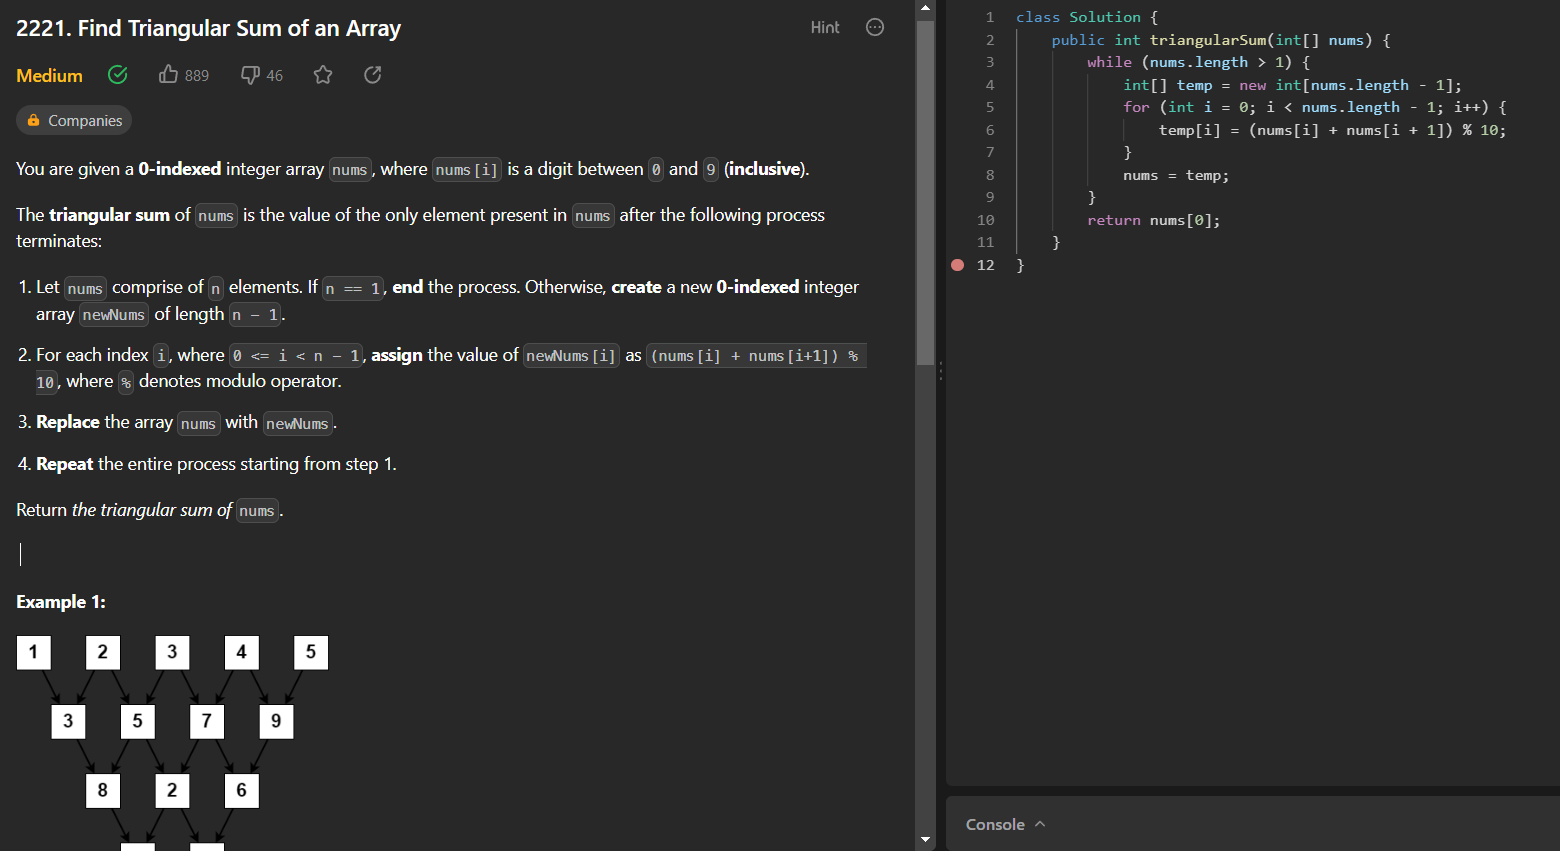 2221. Find Triangular Sum of an Array
Hint
Medium 889 46
Companies
You are given a 0-indexed integer array nums, where nums[i] is a digit between 0 and 9 (inclusive).
The triangular sum of nums is the value of the only element present in nums after the following process
terminates:
1. Let nums comprise of n elements. If n == 1, end the process. Otherwise, create a new 0-indexed integer
array newNums of length n - 1.
2. For each index i, where 0 <= i < n - 1, assign the value of newNums[i] as (nums[i] + nums[i+1]) %
10, where % denotes modulo operator.
3. Replace the array nums with newNums.
4. Repeat the entire process starting from step 1.
Return the triangular sum of nums.
Example 1:
1 2 3 4 5
3 5 7 9
8 2 6
1 class Solution {
2 public int triangularSum(int[] nums) {
3 while (nums.length > 1) {
4 int[] temp = new int[nums.length - 1];
5 for (int i = 0; i < nums.length - 1; i++) {
6 temp[i] = (nums[i] + nums[i + 1]) % 10;
7 }
8 nums = temp;
9 }
10 return nums[0];
11 }
12 }
Console